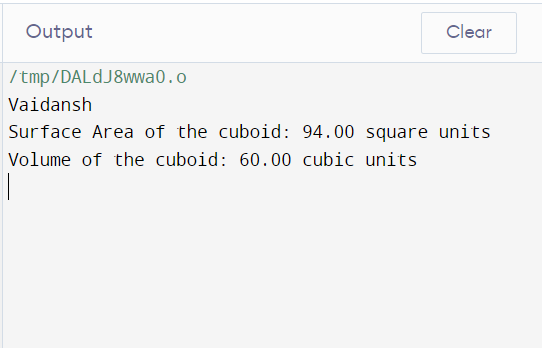 Output
Clear
/tmp/DALdJ8wwaO.o
Vaidansh
Surface Area of the cuboid: 94.00 square units
Volume of the cuboid: 60.00 cubic units